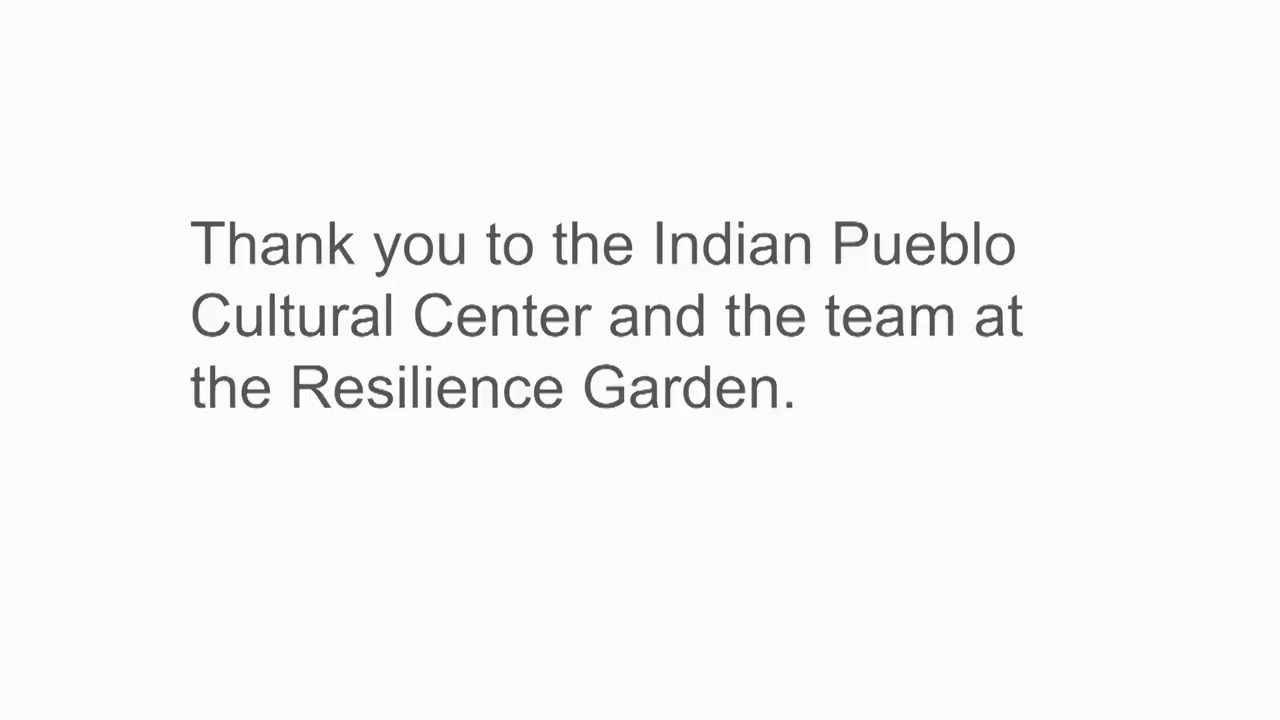 Thank you to the Indian Pueblo
Cultural Center and the team at
the Resilience Garden.